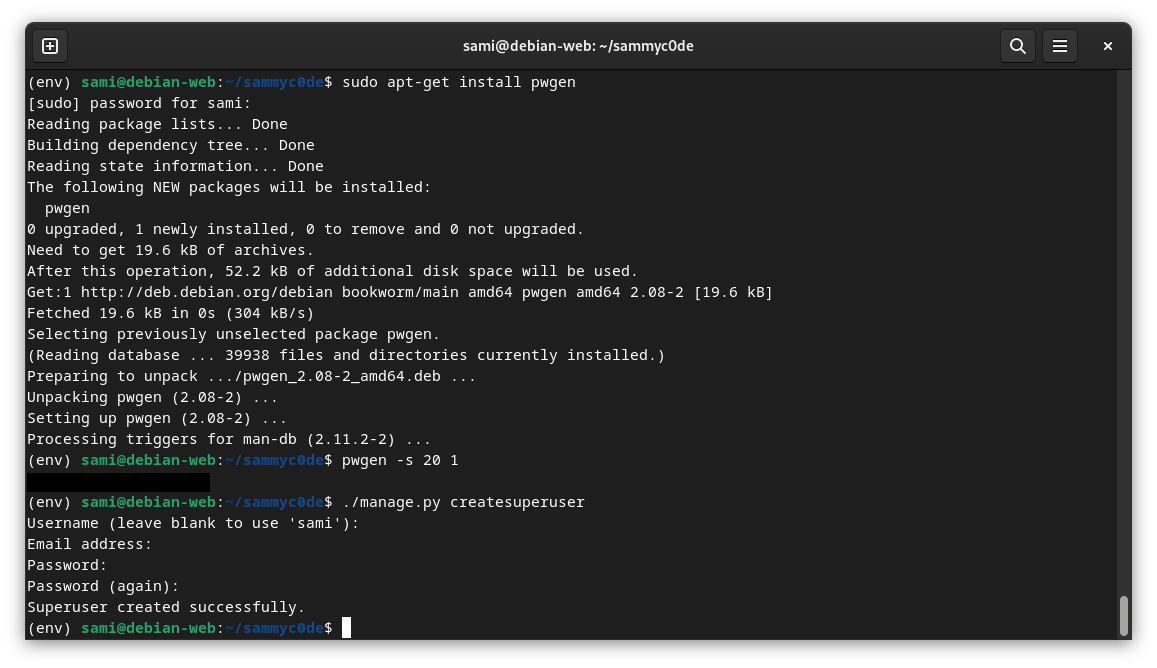 sami@debian-web: ~/sammyc0de
(env) sami@debian-web:~/sammyc0de$ sudo apt-get install pwgen
[sudo] password for sami:
Reading package lists... Done
Building dependency tree... Done
Reading state information... Done
The following NEW packages will be installed:
  pwgen
0 upgraded, 1 newly installed, 0 to remove and 0 not upgraded.
Need to get 19.6 kB of archives.
After this operation, 52.2 kB of additional disk space will be used.
Get:1 http://deb.debian.org/debian bookworm/main amd64 pwgen amd64 2.08-2 [19.6 kB]
Fetched 19.6 kB in 0s (304 kB/s)
Selecting previously unselected package pwgen.
(Reading database ... 39938 files and directories currently installed.)
Preparing to unpack .../pwgen_2.08-2_amd64.deb ...
Unpacking pwgen (2.08-2) ...
Setting up pwgen (2.08-2) ...
Processing triggers for man-db (2.11.2-2) ...
(env) sami@debian-web:~/sammyc0de$ pwgen -s 20 1
(env) sami@debian-web:~/sammyc0de$ ./manage.py createsuperuser
Username (leave blank to use 'sami'):
Email address:
Password:
Password (again):
Superuser created successfully.
(env) sami@debian-web:~/sammyc0de$